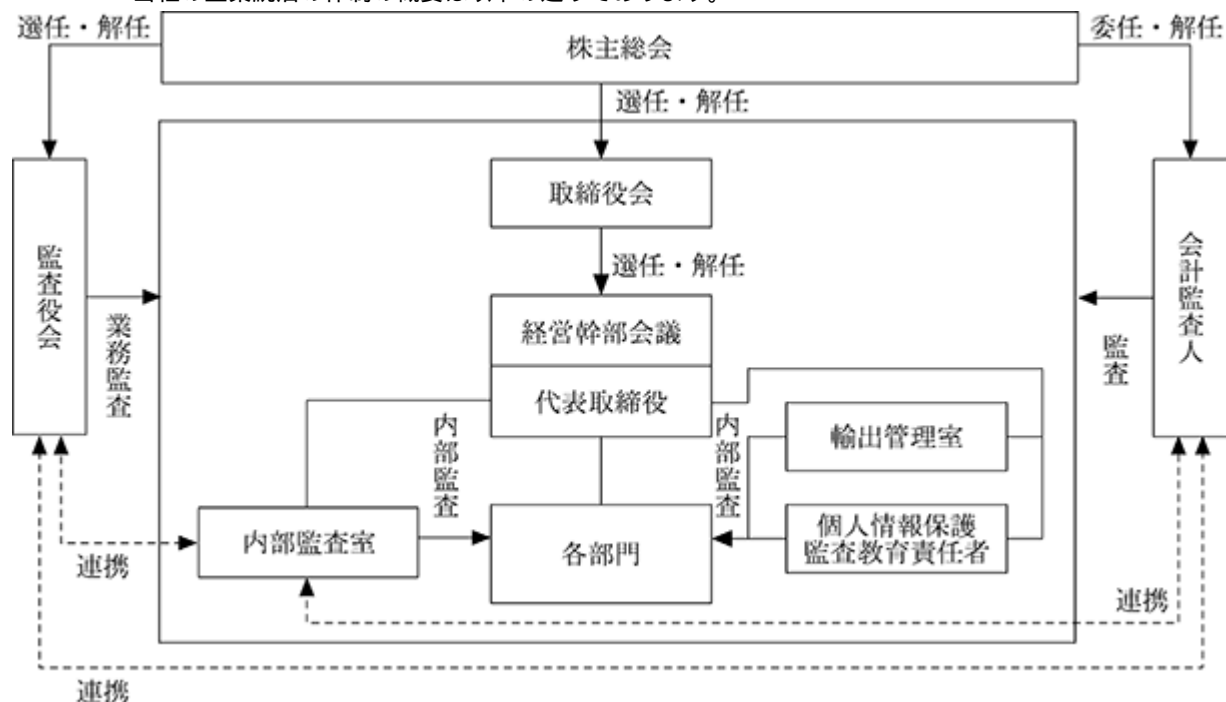 選任・解任
株主総会
委任・解任
選任・解任
取締役会
選任・解任
監査役会
業務監査
経営幹部会議
代表取締役
会計監査人
監査
内部監査
内部監査
輸出管理室
個人情報保護
監査教育責任者
内部監査室
各部門
連携
連携
連携